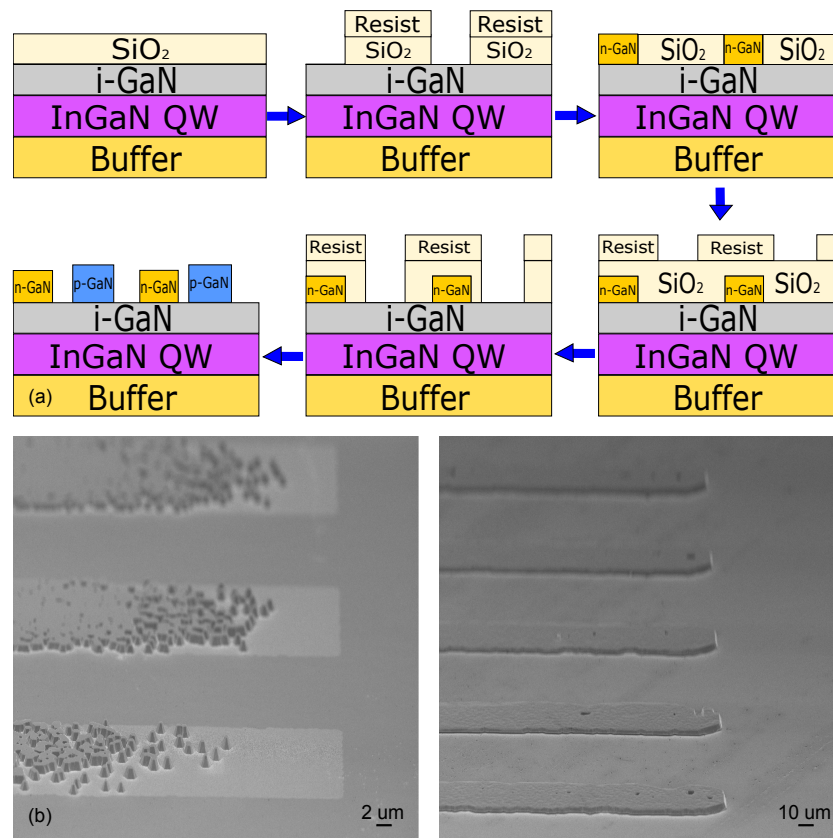 Resist Resist
SiO₂ SiO₂ SiO₂ n-GaN SiO₂ n-GaN SiO₂
i-GaN i-GaN i-GaN
InGaN QW InGaN QW InGaN QW
Buffer Buffer Buffer
Resist Resist Resist Resist
n-GaN p-GaN n-GaN p-GaN n-GaN n-GaN n-GaN SiO₂ n-GaN SiO₂
i-GaN i-GaN i-GaN
InGaN QW InGaN QW InGaN QW
(a) Buffer Buffer Buffer
(b) 2 um 10 um